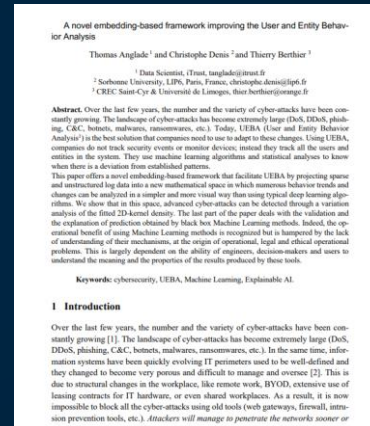 A novel embedding-based framework improving the User and Entity Behav-
ior Analysis
Thomas Anglade ¹ and Christophe Denis ² and Thierry Berthier ³
¹ Data Scientist, iTrust, tanglade@itrust.fr
² Sorbonne University, LIP6, Paris, France, christophe.denis@lip6.fr
³ CREC Saint-Cyr & Université de Limoges, thier.berthier@orange.fr
Abstract. Over the last few years, the number and the variety of cyber-attacks have been con-
stantly growing. The landscape of cyber-attacks has become extremely large (DoS, DDoS, phish-
ing, C&C, botnets, malwares, ransomwares, etc.). Today, UEBA (User and Entity Behavior
Analysis¹) is the best solution that companies need to use to adapt to these changes. Using UEBA,
companies do not track security events or monitor devices; instead they track all the users and
entities in the system. They use machine learning algorithms and statistical analyses to know
when there is a deviation from established patterns.
This paper offers a novel embedding-based framework that facilitate UEBA by projecting sparse
and unstructured log data into a new mathematical space in which numerous behavior trends and
changes can be analyzed in a simpler and more visual way than using typical deep learning algo-
rithms. We show that in this space, advanced cyber-attacks can be detected through a variation
analysis of the fitted 2D-kernel density. The last part of the paper deals with the validation and
the explanation of prediction obtained by black box Machine Learning methods. Indeed, the op-
erational benefit of using Machine Learning methods is recognized but is hampered by the lack
of understanding of their mechanisms, at the origin of operational, legal and ethical operational
problems. This is largely dependent on the ability of engineers, decision-makers and users to
understand the meaning and the properties of the results produced by these tools.
Keywords: cybersecurity, UEBA, Machine Learning, Explainable AI.
1 Introduction
Over the last few years, the number and the variety of cyber-attacks have been con-
stantly growing [1]. The landscape of cyber-attacks has become extremely large (DoS,
DDoS, phishing, C&C, botnets, malwares, ransomwares, etc.). In the same time, infor-
mation systems have been quickly evolving IT perimeters used to be well-defined and
they changed to become very porous and difficult to manage and oversee [2]. This is
due to structural changes in the workplace, like remote work, BYOD, extensive use of
leasing contracts for IT hardware, or even shared workplaces. As a result, it is now
impossible to block all the cyber-attacks using old tools (web gateways, firewall, intru-
sion prevention tools, etc.). Attackers will manage to penetrate the networks sooner or